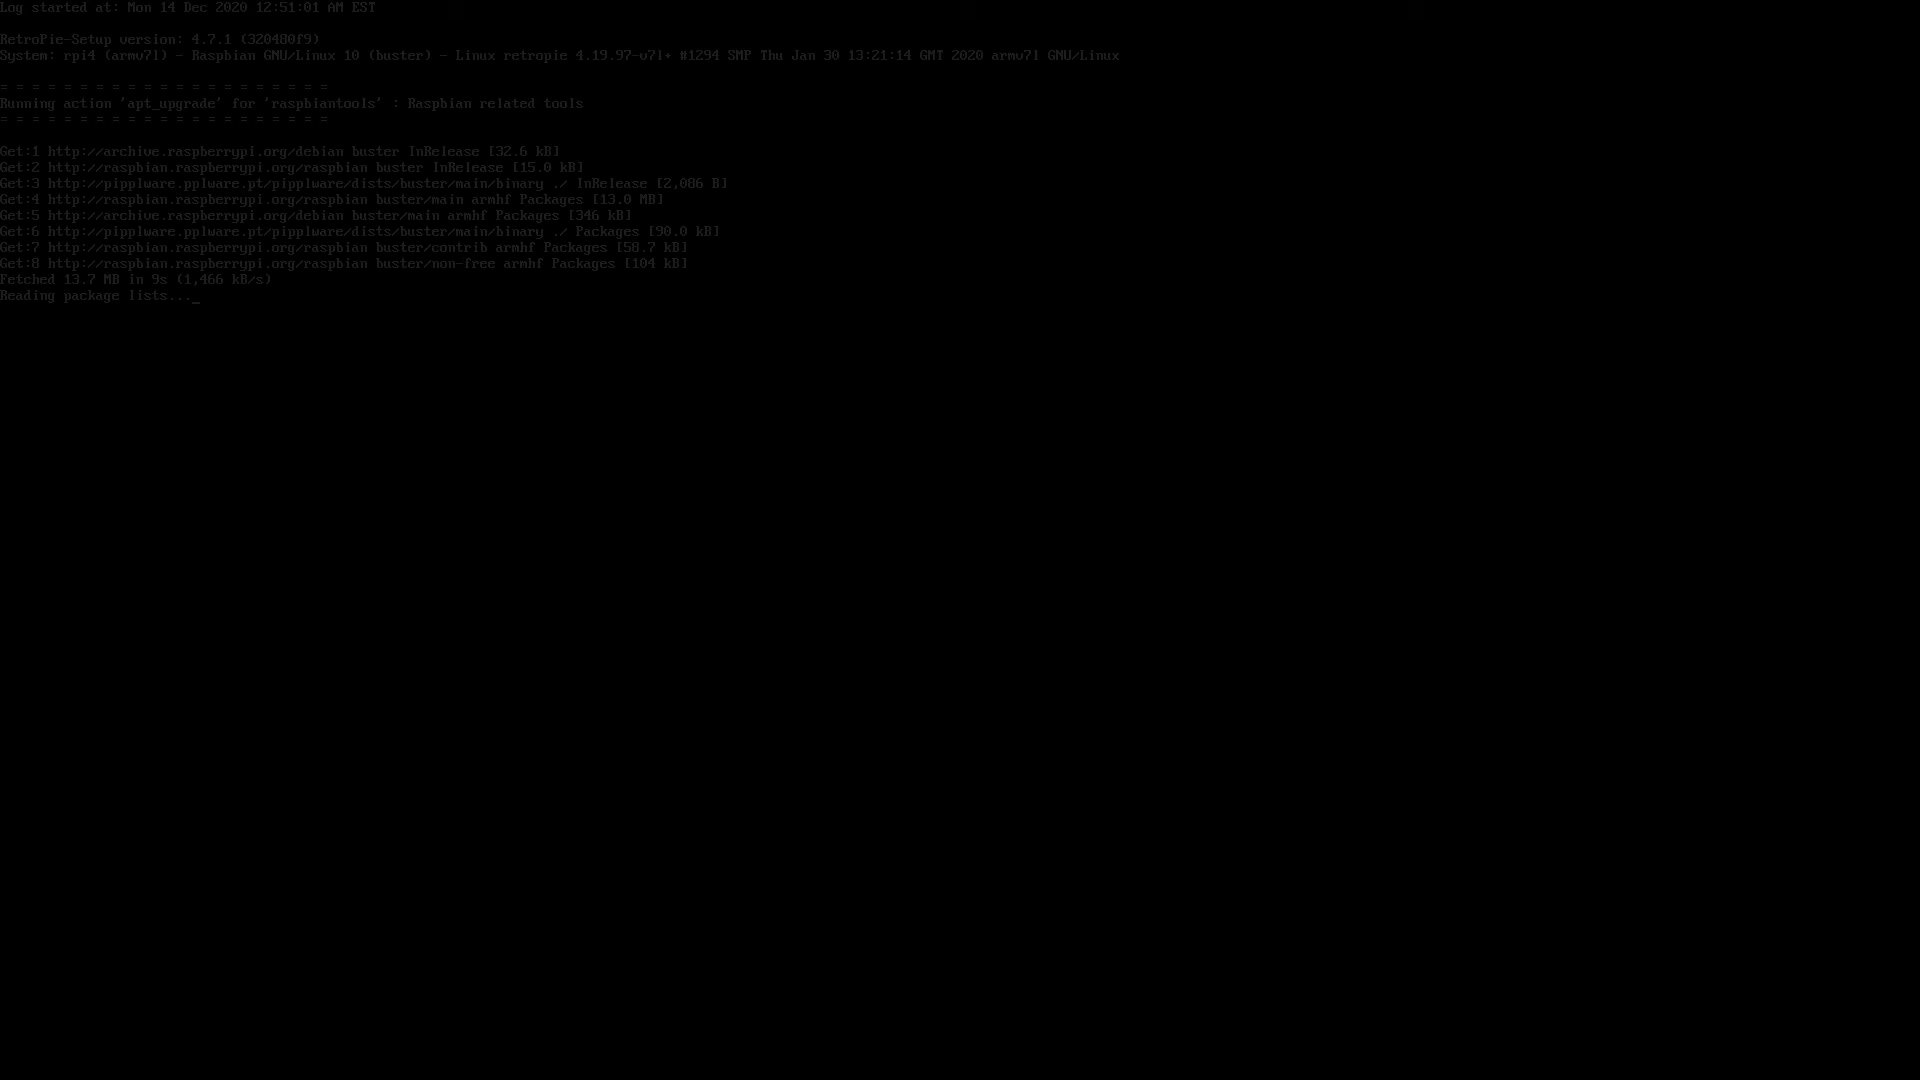 Log started at: Mon 14 Dec 2020 12:51:01 AM EST
RetroPie-Setup version: 4.7.1 (320480f9)
System: rpi4 (armv7l) - Raspbian GNU/Linux 10 (buster) - Linux retropie 4.19.97-v7l+ #1294 SMP Thu Jan 30 13:21:14 GMT 2020 armv7l GNU/Linux
= = = = = = = = = = = = = = = = = = = = =
Running action 'apt_upgrade' for 'raspbiantools' : Raspbian related tools
= = = = = = = = = = = = = = = = = = = = =
Get:1 http://archive.raspberrypi.org/debian buster InRelease [32.6 kB]
Get:2 http://raspbian.raspberrypi.org/raspbian buster InRelease [15.0 kB]
Get:3 http://pipplware.pplware.pt/pipplware/dists/buster/main/binary ./ InRelease [2,086 B]
Get:4 http://raspbian.raspberrypi.org/raspbian buster/main armhf Packages [13.0 MB]
Get:5 http://archive.raspberrypi.org/debian buster/main armhf Packages [346 kB]
Get:6 http://pipplware.pplware.pt/pipplware/dists/buster/main/binary ./ Packages [90.0 kB]
Get:7 http://raspbian.raspberrypi.org/raspbian buster/contrib armhf Packages [58.7 kB]
Get:8 http://raspbian.raspberrypi.org/raspbian buster/non-free armhf Packages [104 kB]
Fetched 13.7 MB in 9s (1,466 kB/s)
Reading package lists..._